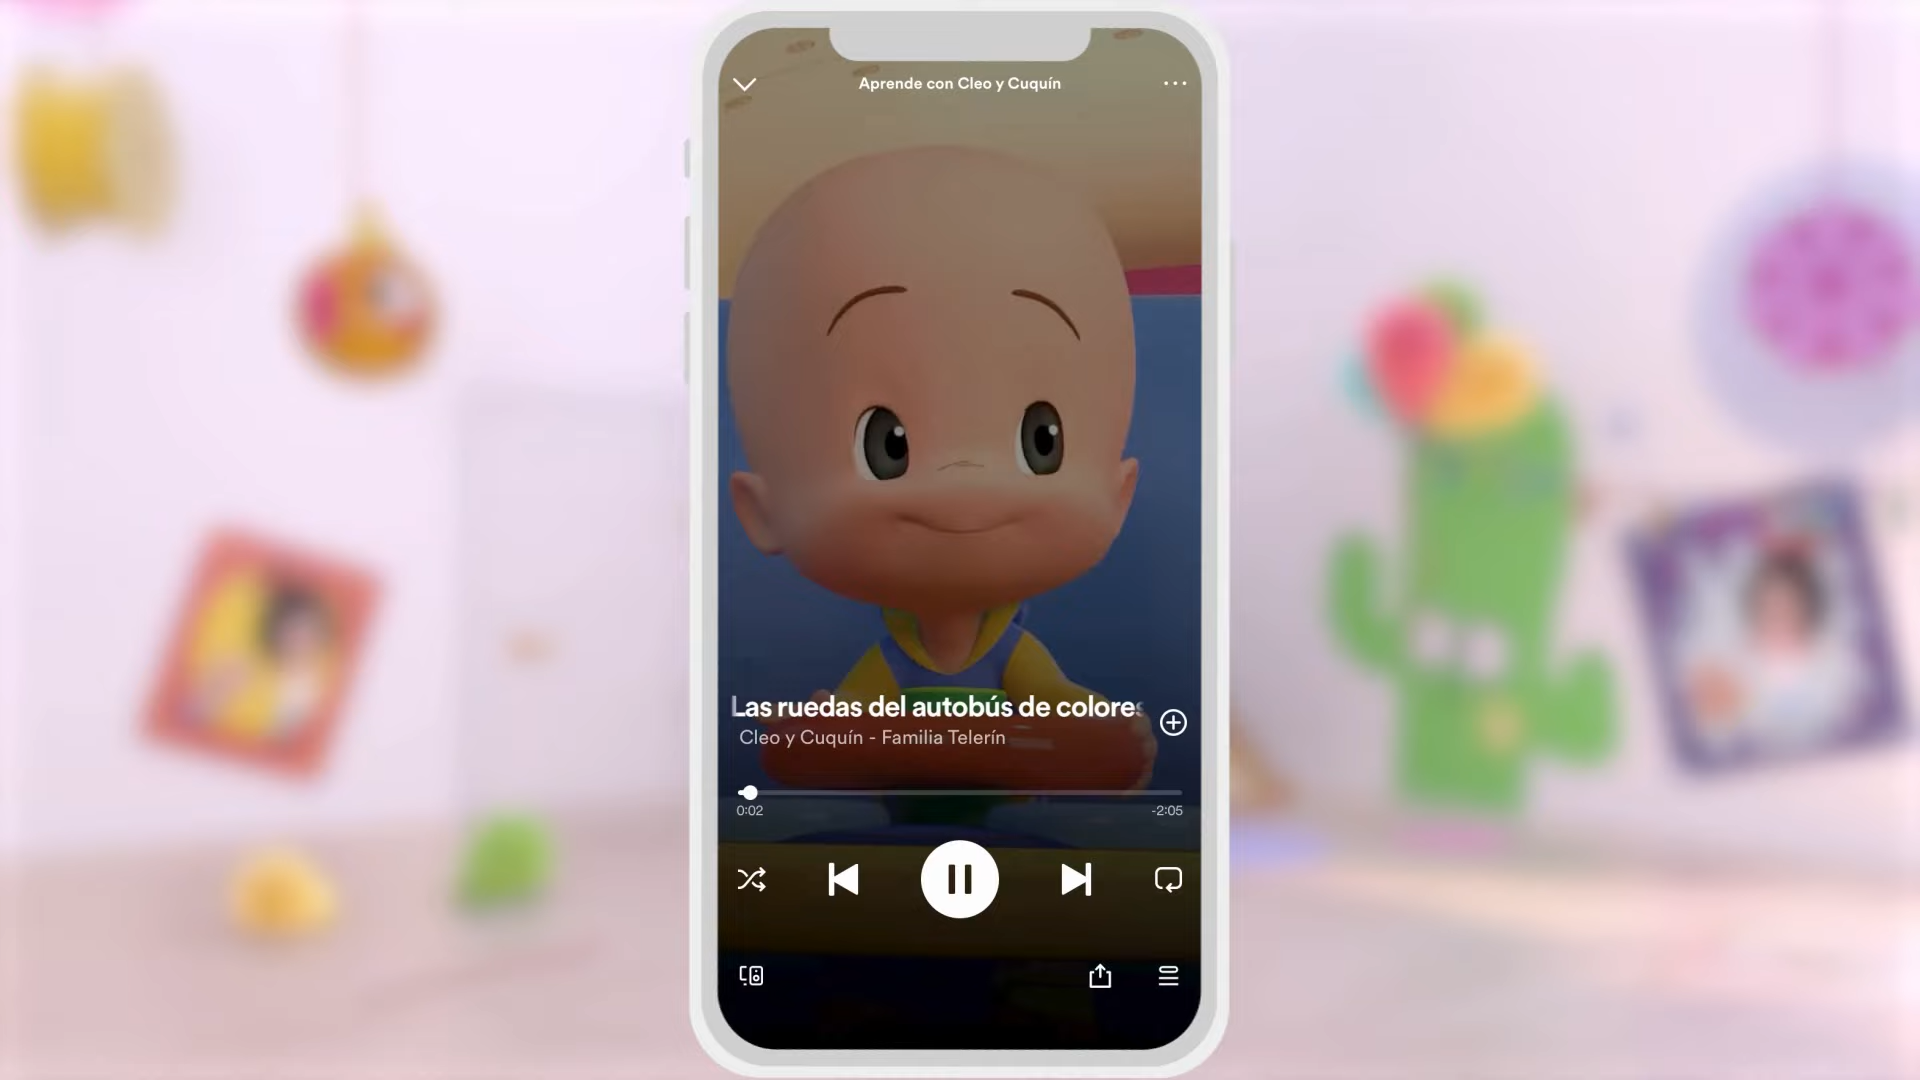 Aprende con Cleo y Cuquín
Las ruedas del autobús de colores
Cleo y Cuquín - Familia Telerín
0:02
-2:05